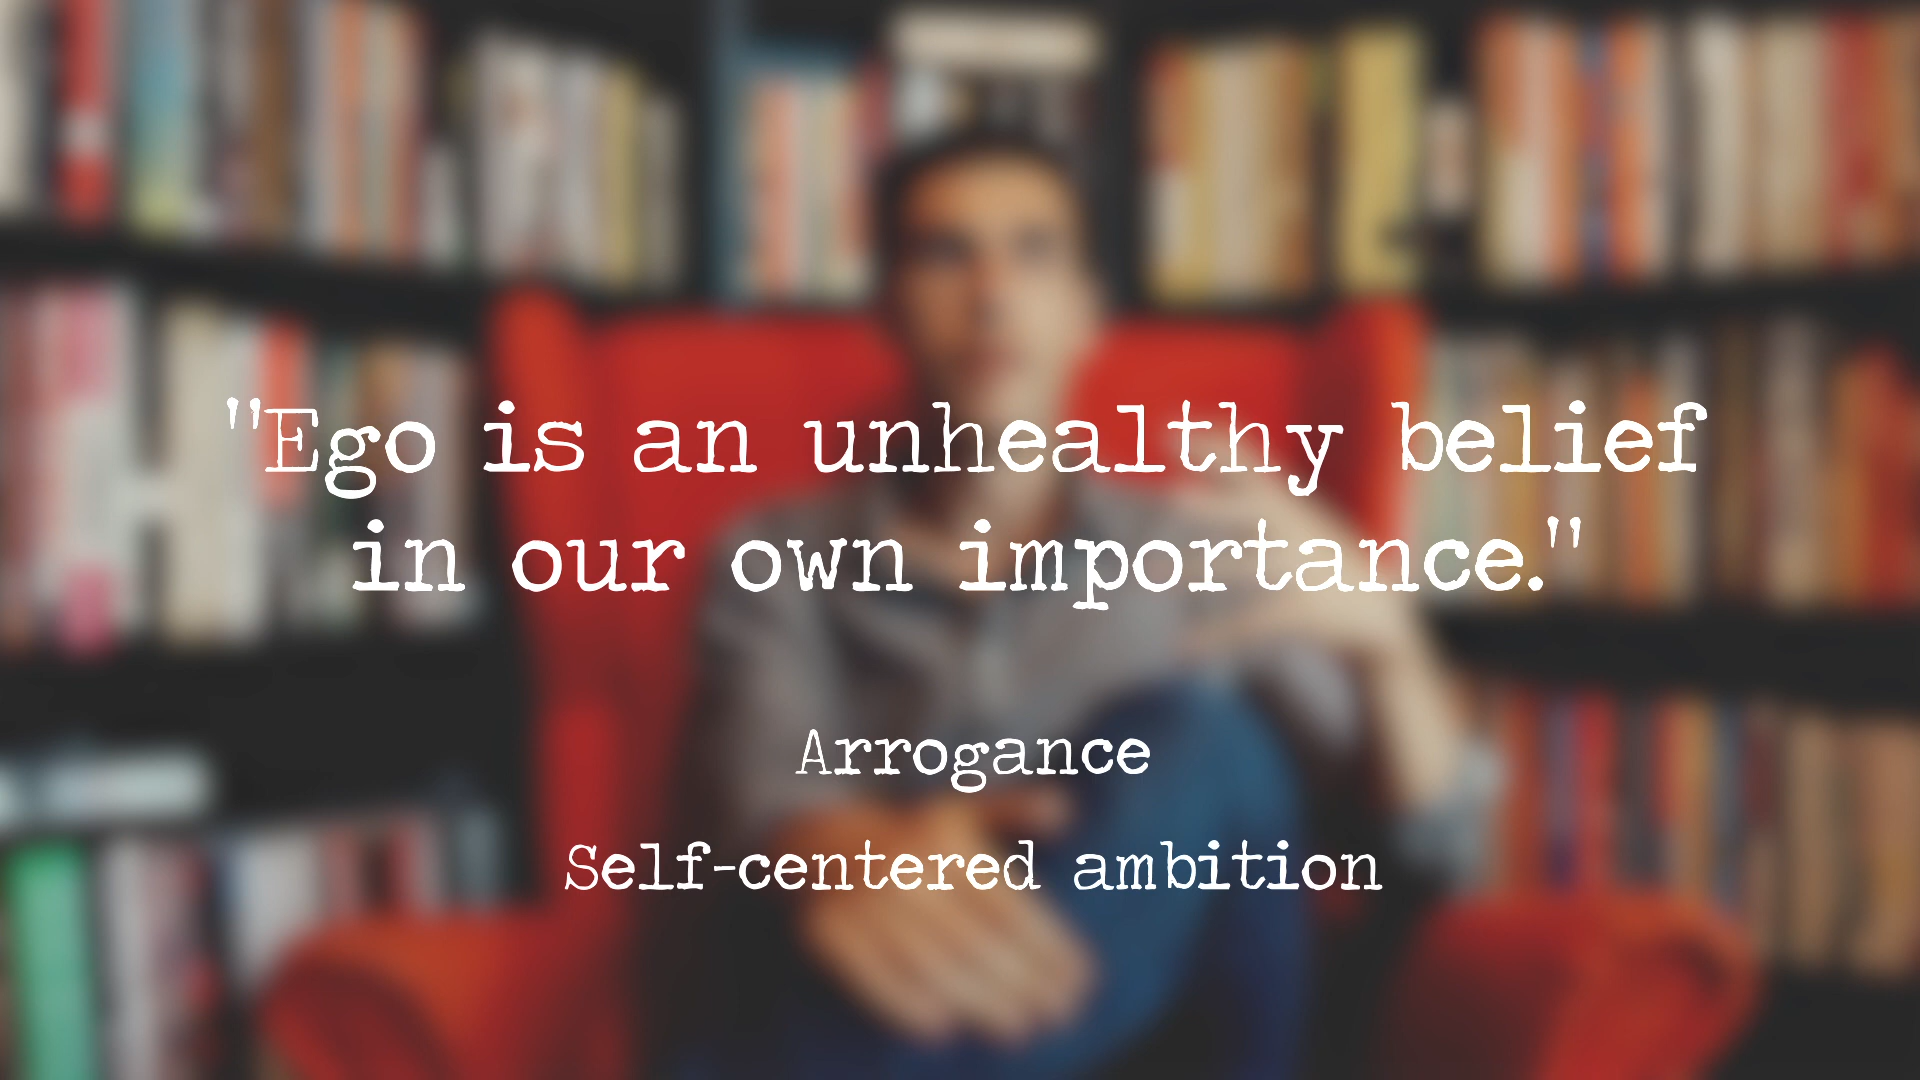 "Ego is an unhealthy belief
in our own importance."
Arrogance
Self-centered ambition